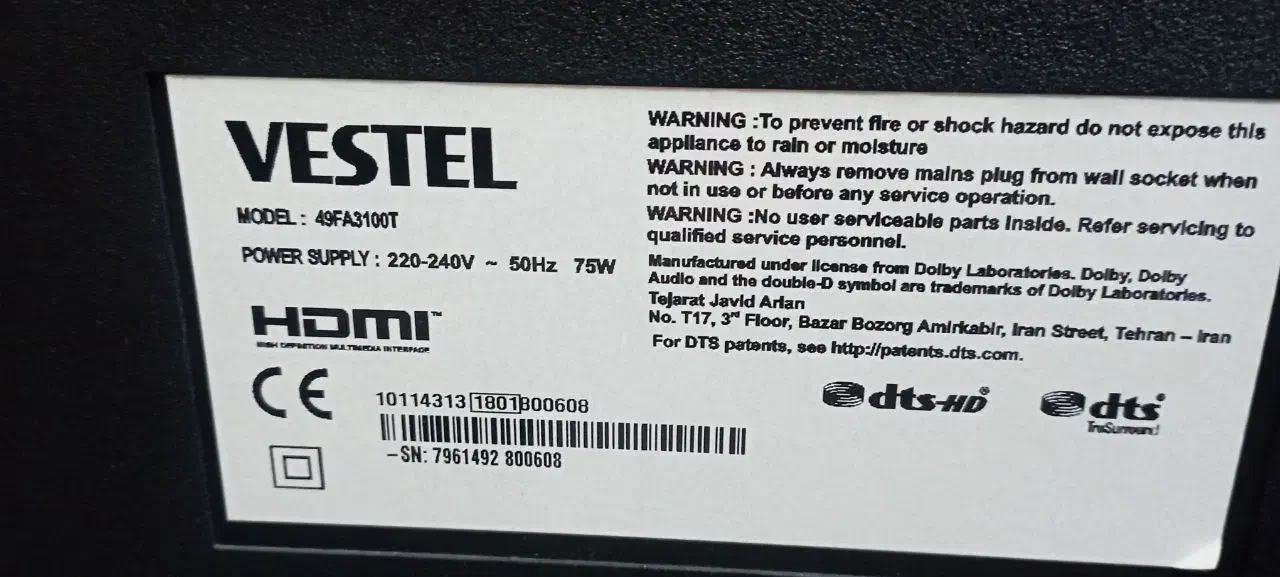 VESTEL
MODEL : 49FA3100T
POWER SUPPLY : 220-240V ~ 50Hz 75W
HDMI™
HIGH DEFINITION MULTIMEDIA INTERFACE
CE
10114313 1801 800608
–SN: 7961492 800608
WARNING :To prevent fire or shock hazard do not expose this
appliance to rain or moisture
WARNING : Always remove mains plug from wall socket when
not in use or before any service operation.
WARNING :No user serviceable parts inside. Refer servicing to
qualified service personnel.
Manufactured under license from Dolby Laboratories. Dolby, Dolby
Audio and the double-D symbol are trademarks of Dolby Laboratories.
Tejarat Javid Arian
No. T17, 3rd Floor, Bazar Bozorg Amirkabir, Iran Street, Tehran – Iran
For DTS patents, see http://patents.dts.com.
dts-HD®
dts
TruSurround